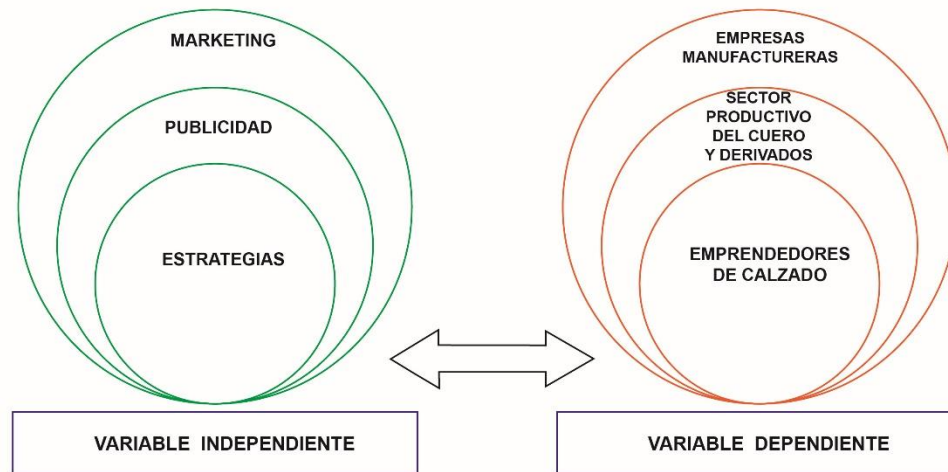 MARKETING
PUBLICIDAD
ESTRATEGIAS
VARIABLE INDEPENDIENTE
EMPRESAS
MANUFACTURERAS
SECTOR
PRODUCTIVO
DEL CUERO
Y DERIVADOS
EMPRENDEDORES
DE CALZADO
VARIABLE DEPENDIENTE